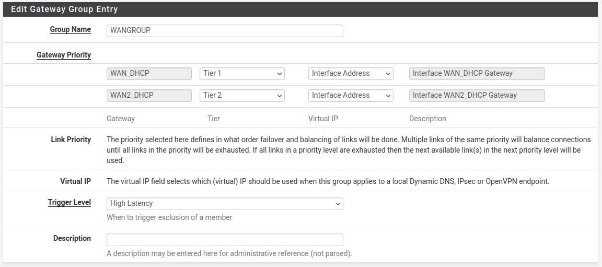 Edit Gateway Group Entry
Group Name
WANGROUP
Gateway Priority
WAN_DHCP Tier 1 Interface Address Interface WAN_DHCP Gateway
WAN2_DHCP Tier 2 Interface Address Interface WAN2_DHCP Gateway
Gateway Tier Virtual IP Description
Link Priority
The priority selected here defines in what order failover and balancing of links will be done. Multiple links of the same priority will balance connections
until all links in the priority will be exhausted. If all links in a priority level are exhausted then the next available link(s) in the next priority level will be
used.
Virtual IP
The virtual IP field selects which (virtual) IP should be used when this group applies to a local Dynamic DNS, IPsec or OpenVPN endpoint.
Trigger Level
High Latency
When to trigger exclusion of a member
Description
A description may be entered here for administrative reference (not parsed).